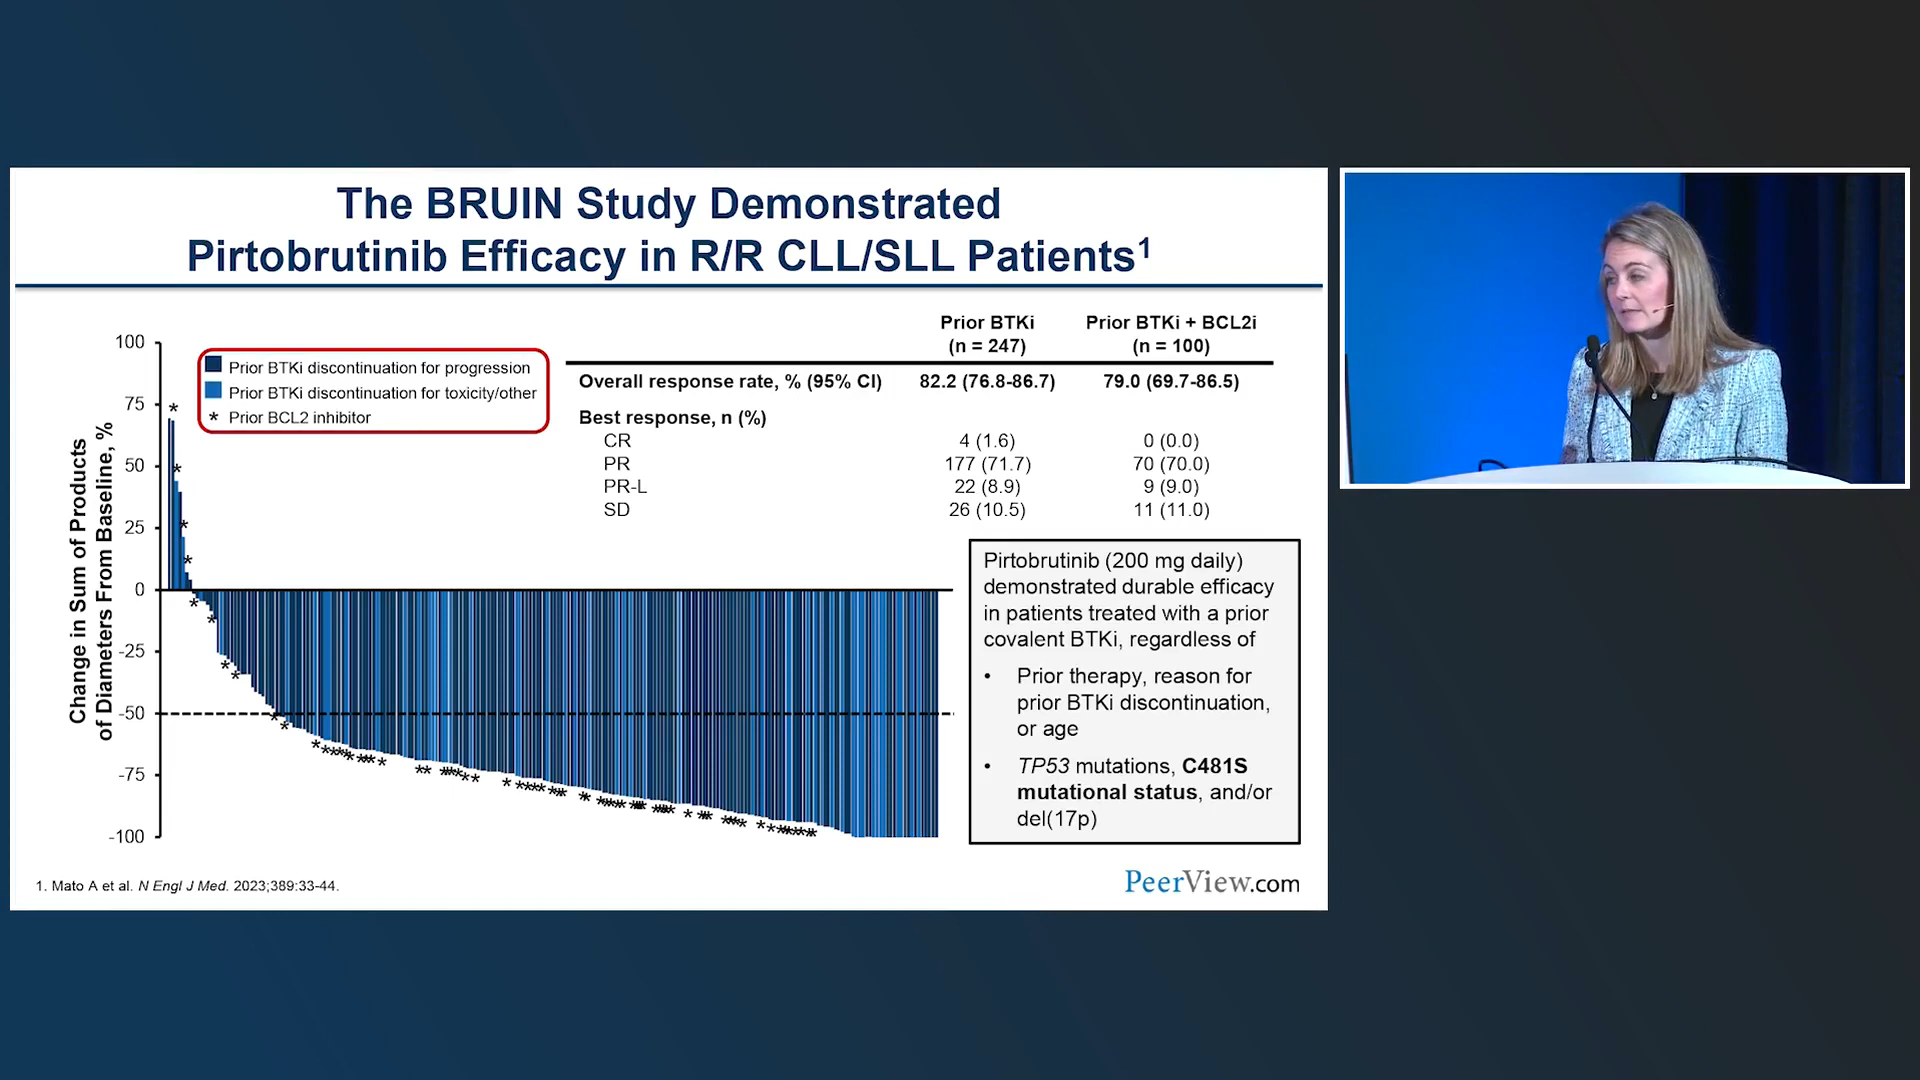 The BRUIN Study Demonstrated
Pirtobrutinib Efficacy in R/R CLL/SLL Patients1
Change in Sum of Products
of Diameters From Baseline, %
100
75
50
25
0
-25
-50
-75
-100
Prior BTKi discontinuation for progression
Prior BTKi discontinuation for toxicity/other
* Prior BCL2 inhibitor
Prior BTKi Prior BTKi + BCL2i
(n = 247) (n = 100)
Overall response rate, % (95% CI) 82.2 (76.8-86.7) 79.0 (69.7-86.5)
Best response, n (%)
CR 4 (1.6) 0 (0.0)
PR 177 (71.7) 70 (70.0)
PR-L 22 (8.9) 9 (9.0)
SD 26 (10.5) 11 (11.0)
Pirtobrutinib (200 mg daily)
demonstrated durable efficacy
in patients treated with a prior
covalent BTKi, regardless of
• Prior therapy, reason for
prior BTKi discontinuation,
or age
• TP53 mutations, C481S
mutational status, and/or
del(17p)
1. Mato A et al. N Engl J Med. 2023;389:33-44.
PeerView.com